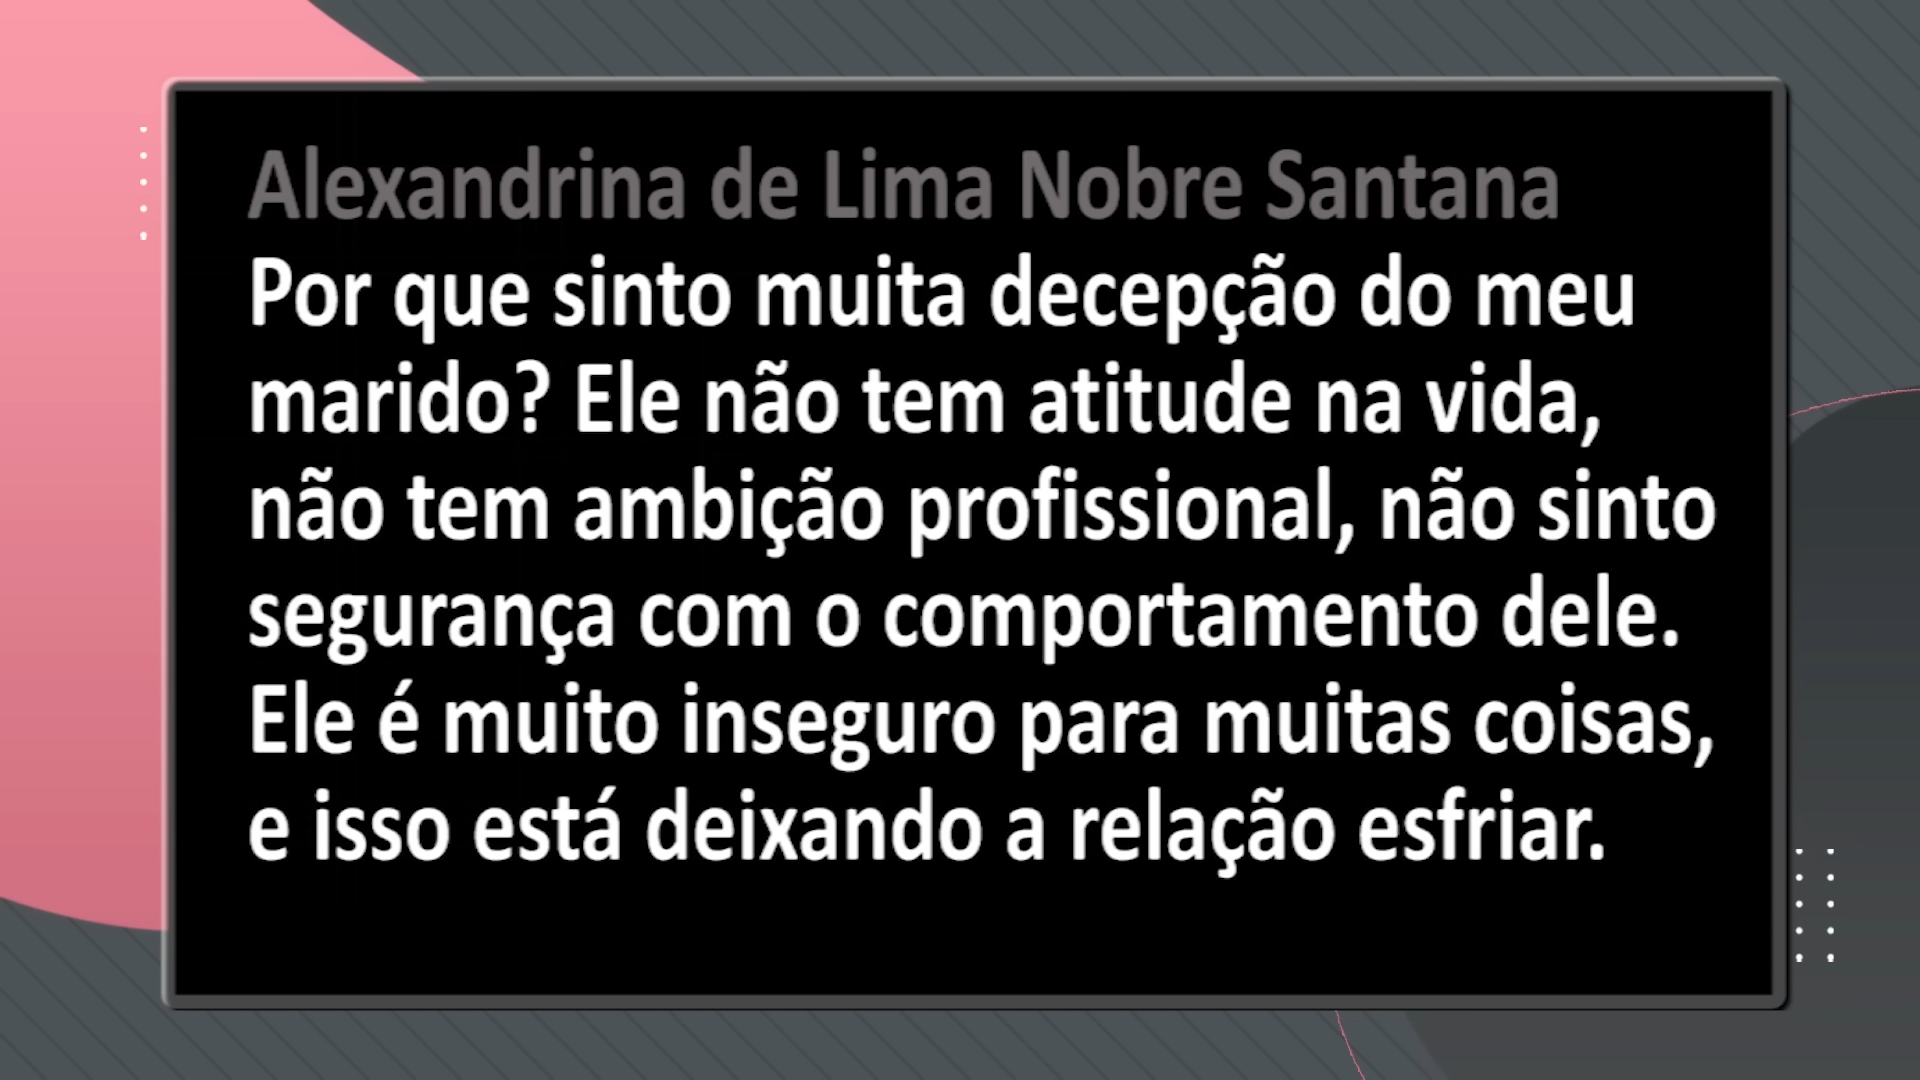 Alexandrina de Lima Nobre Santana
Por que sinto muita decepção do meu
marido? Ele não tem atitude na vida,
não tem ambição profissional, não sinto
segurança com o comportamento dele.
Ele é muito inseguro para muitas coisas,
e isso está deixando a relação esfriar.